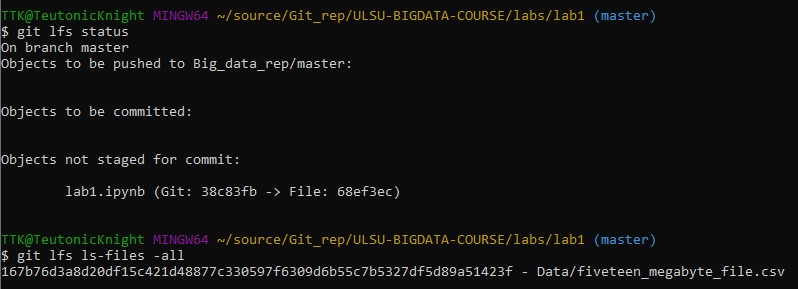 TTK@TeutonicKnight MINGW64 ~/source/Git_rep/ULSU-BIGDATA-COURSE/labs/lab1 (master)
$ git lfs status
On branch master
Objects to be pushed to Big_data_rep/master:
Objects to be committed:
Objects not staged for commit:
lab1.ipynb (Git: 38c83fb -> File: 68ef3ec)
TTK@TeutonicKnight MINGW64 ~/source/Git_rep/ULSU-BIGDATA-COURSE/labs/lab1 (master)
$ git lfs ls-files -all
167b76d3a8d20df15c421d48877c330597f6309d6b55c7b5327df5d89a51423f - Data/fiveteen_megabyte_file.csv